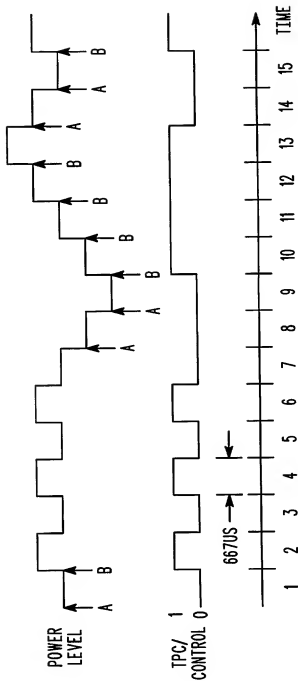 POWER
LEVEL
A B A A B B B B A A B
TPC/
CONTROL
1
0
667US
1 2 3 4 5 6 7 8 9 10 11 12 13 14 15
TIME